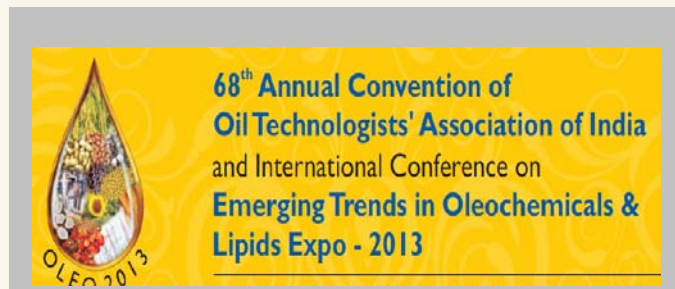 68th Annual Convention of
Oil Technologists' Association of India
and International Conference on
Emerging Trends in Oleochemicals &
Lipids Expo - 2013
OLEO 2013